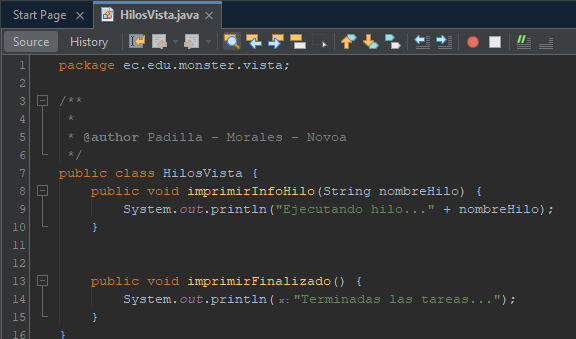 Start Page × HilosVista.java ×
Source History
1 package ec.edu.monster.vista;
2
3 /**
4 *
5 * @author Padilla - Morales - Novoa
6 */
7 public class HilosVista {
8 public void imprimirInfoHilo(String nombreHilo) {
9 System.out.println("Ejecutando hilo..." + nombreHilo);
10 }
11
12
13 public void imprimirFinalizado() {
14 System.out.println(x: "Terminadas las tareas...");
15 }
16 }